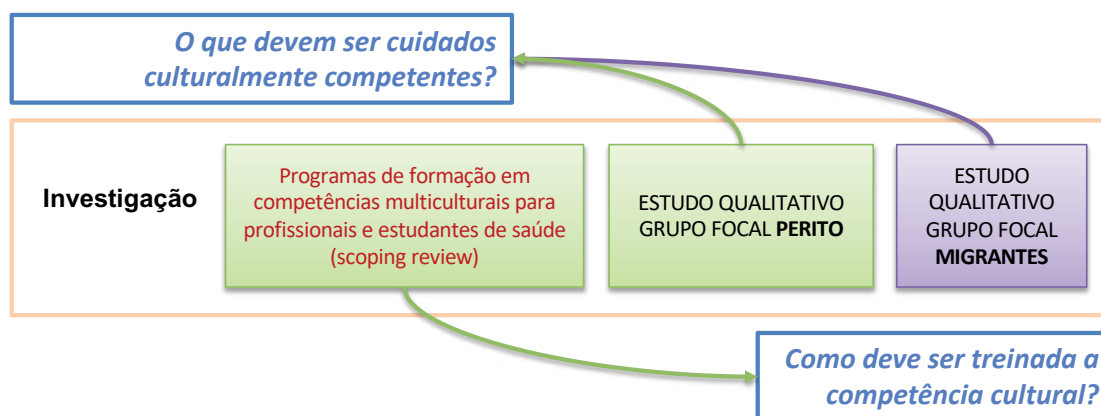 O que devem ser cuidados
culturalmente competentes?
Investigação
Programas de formação em
competências multiculturais para
profissionais e estudantes de saúde
(scoping review)
ESTUDO QUALITATIVO
GRUPO FOCAL PERITO
ESTUDO
QUALITATIVO
GRUPO FOCAL
MIGRANTES
Como deve ser treinada a
competência cultural?